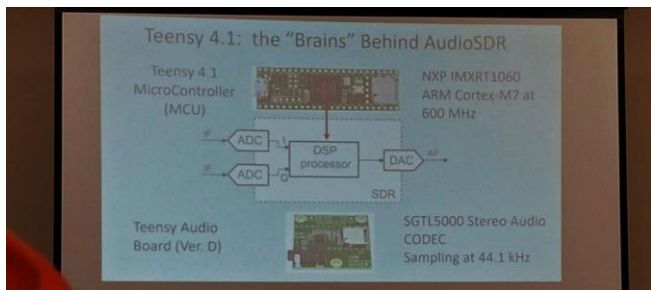 Teensy 4.1: the "Brains" Behind AudioSDR
Teensy 4.1
MicroController
(MCU)
NXP IMXRT1060
ARM Cortex-M7 at
600 MHz
IF
ADC
I
DSP
processor
DAC
AF
IF
ADC
Q
SDR
Teensy Audio
Board (Ver. D)
SGTL5000 Stereo Audio
CODEC
Sampling at 44.1 kHz